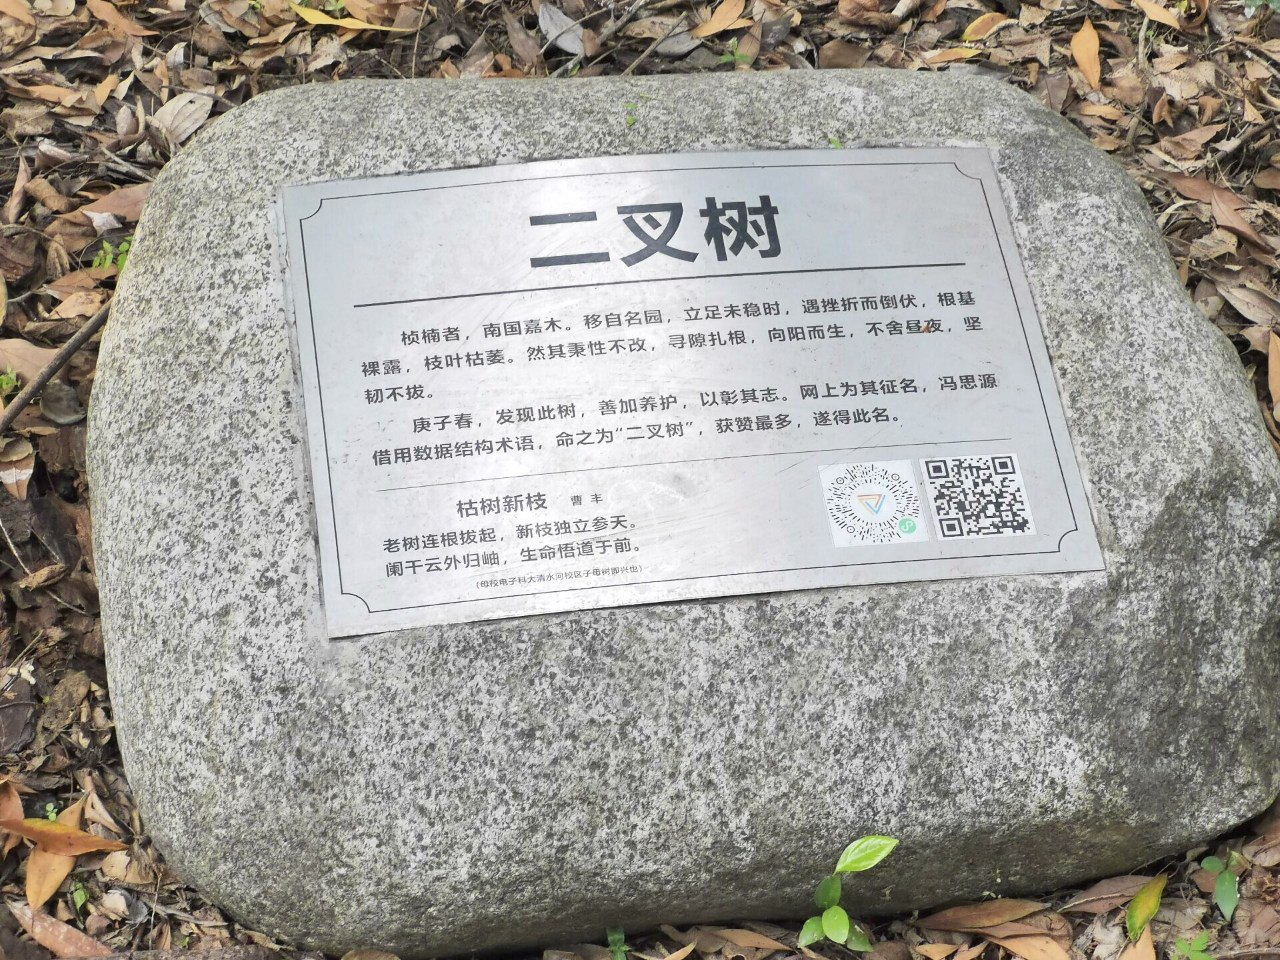 二叉树
桢楠者，南国嘉木。移自名园，立足未稳时，遇挫折而倒伏，根基
裸露，枝叶枯萎。然其秉性不改，寻隙扎根，向阳而生，不舍昼夜，坚
韧不拔。
庚子春，发现此树，善加养护，以彰其志。网上为其征名，冯思源
借用数据结构术语，命之为“二叉树”，获赞最多，遂得此名。
枯树新枝 曹丰
老树连根拔起，新枝独立参天。
阑干云外归岫，生命悟道于前。
（母校电子科大清水河校区子母树即兴也）